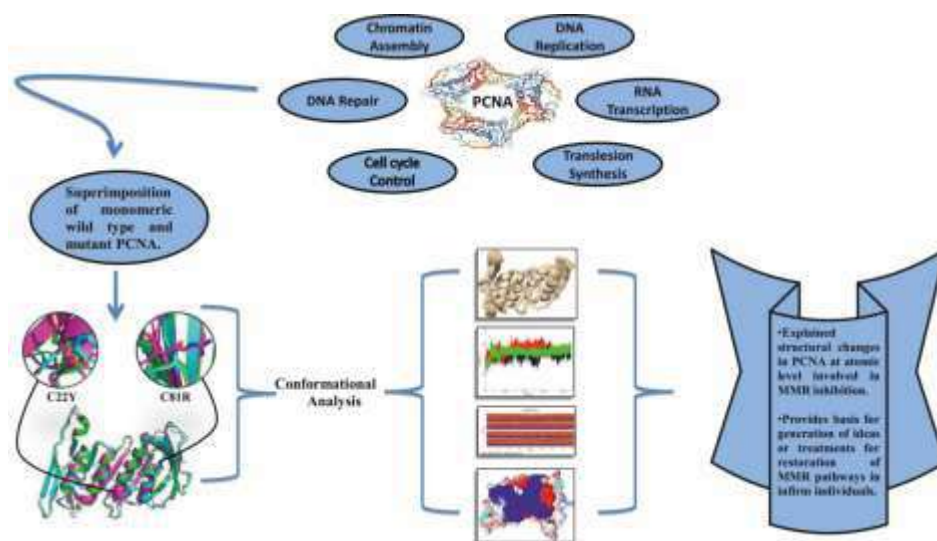 Chromatin
Assembly
DNA
Replication
DNA Repair
PCNA
RNA
Transcription
Cell cycle
Control
Translesion
Synthesis
Superimposition
of monomeric
wild type and
mutant PCNA.
C22Y
C81R
Conformational
Analysis
•Explained
structural changes
in PCNA at atomic
level involved in
MMR inhibition.
•Provides basis for
generation of ideas
or treatments for
restoration of
MMR pathways in
infirm individuals.